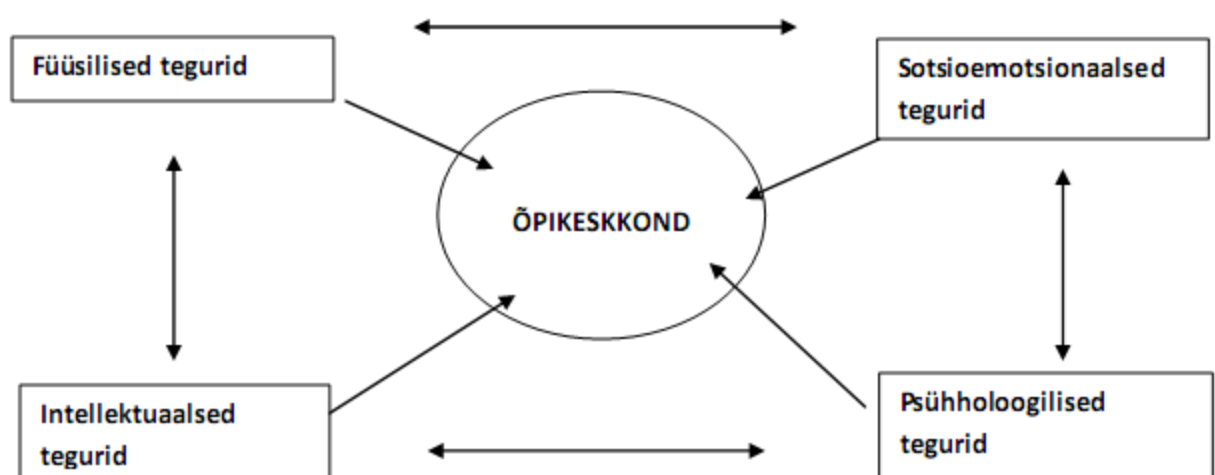 Füüsilised tegurid
Sotsioemotsionaalsed
tegurid
ÕPIKESKKOND
Intellektuaalsed
tegurid
Psühholoogilised
tegurid